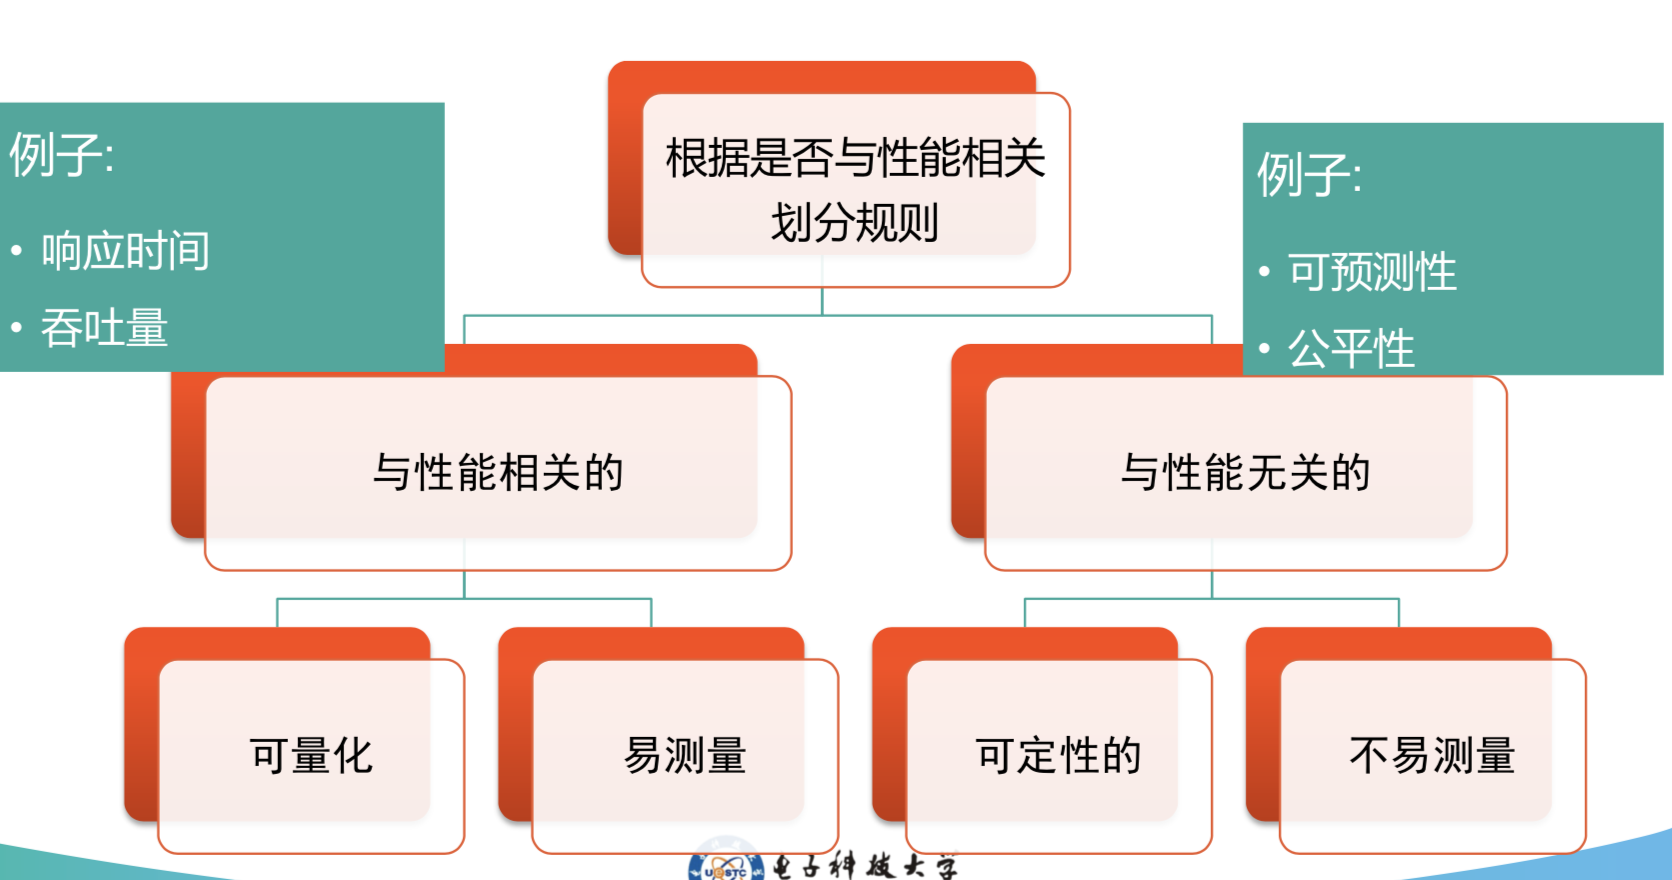 根据是否与性能相关
划分规则
例子:
• 响应时间
• 吞吐量
例子:
• 可预测性
• 公平性
与性能相关的
与性能无关的
可量化
易测量
可定性的
不易测量
UESTC
电子科技大学